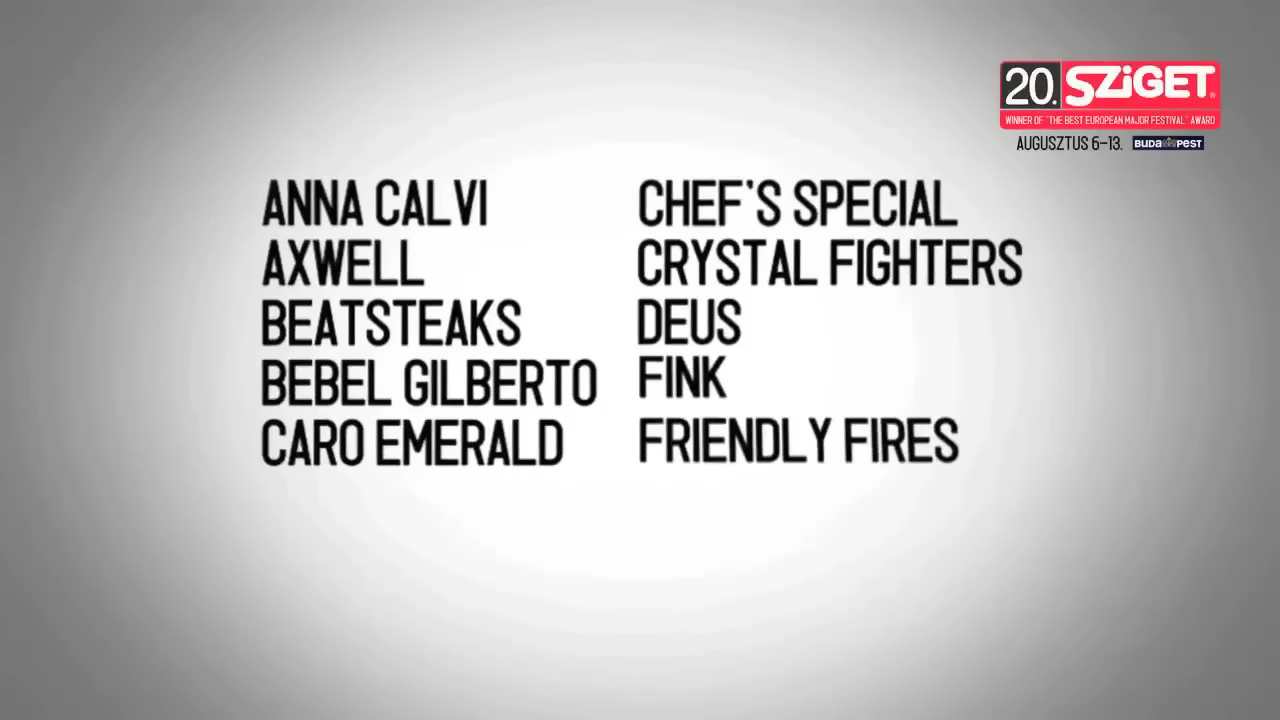 20. SZiGET
WINNER OF "THE BEST EUROPEAN MAJOR FESTIVAL" AWARD
AUGUSZTUS 6-13. BUDAPEST
ANNA CALVI
AXWELL
BEATSTEAKS
BEBEL GILBERTO
CARO EMERALD
CHEF'S SPECIAL
CRYSTAL FIGHTERS
DEUS
FINK
FRIENDLY FIRES